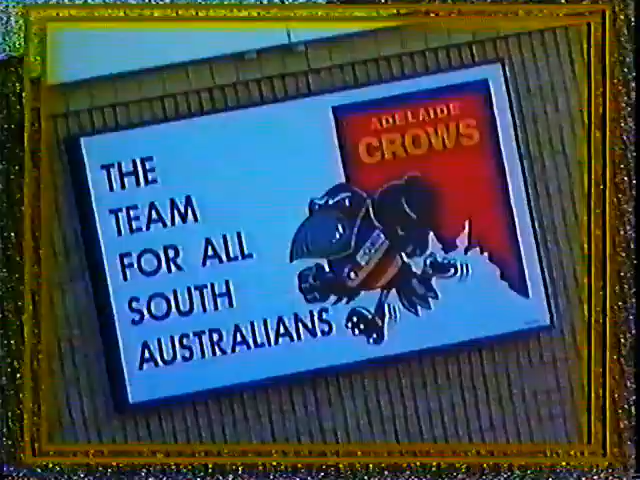 THE
TEAM
FOR ALL
SOUTH
AUSTRALIANS
ADELAIDE
CROWS